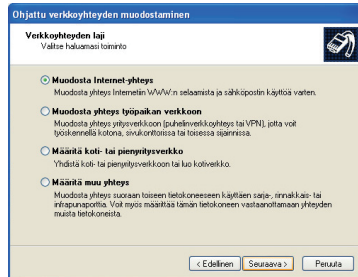 Ohjattu verkkoyhteyden muodostaminen
Verkkoyhteyden laji
Valitse haluamasi toiminto
Muodosta Internet-yhteys
Muodosta yhteys Internetiin WWW:n selaamista ja sähköpostin käyttöä varten.
Muodosta yhteys työpaikan verkkoon
Muodosta yhteys yritysverkkoon (puhelinverkkoyhteys tai VPN), jotta voit
työskennellä kotona, sivukonttorissa tai toisessa sijainnissa.
Määritä koti- tai pienyritysverkko
Yhdistä koti- tai pienyritysverkkoon tai luo kotiverkko.
Määritä muu yhteys
Muodosta yhteys suoraan toiseen tietokoneeseen käyttäen sarja-, rinnakkais- tai
infrapunaporttia. Voit myös määrittää tämän tietokoneen vastaanottamaan yhteyden
muista tietokoneista.
< Edellinen
Seuraava >
Peruuta